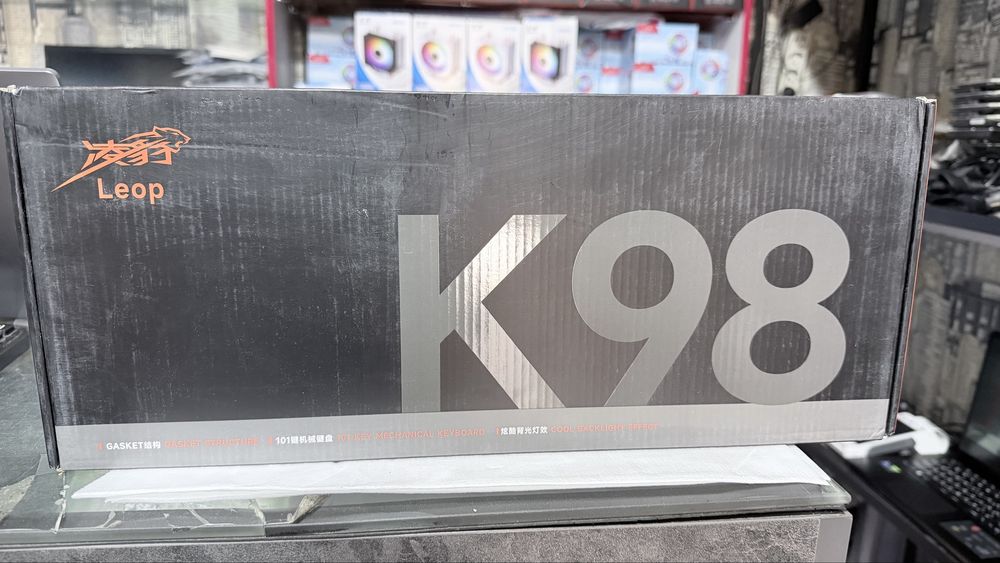 凌豹
Leop
K98
GASKET结构 GASKET STRUCTURE 101键机械键盘 101 KEY MECHANICAL KEYBOARD 炫酷背光灯效 COOL BACKLIGHT EFFECT